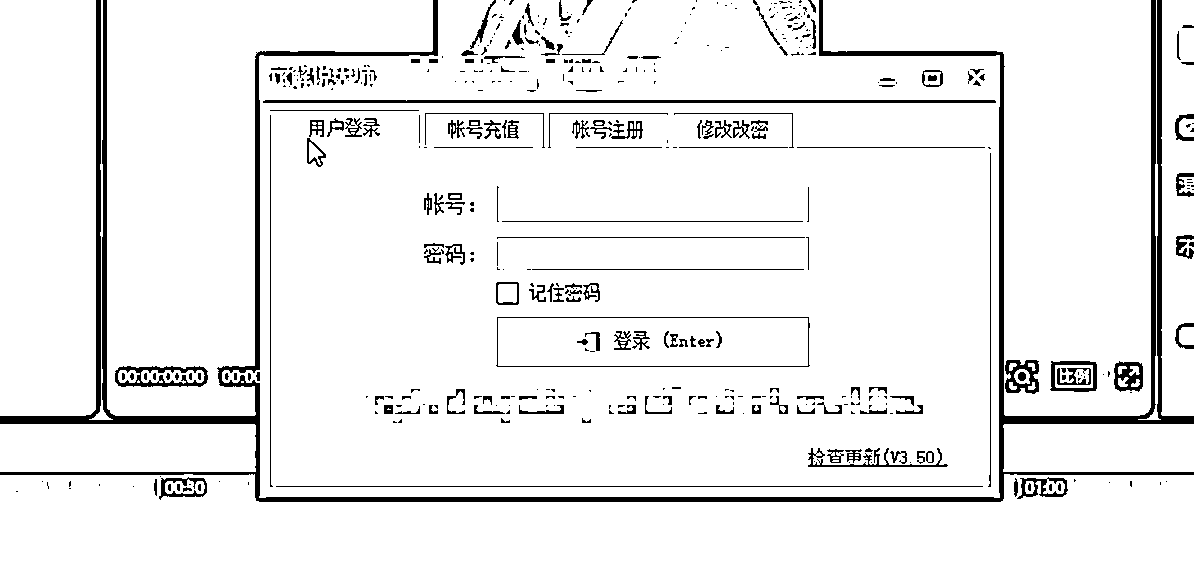 用户登录 帐号充值 帐号注册 修改改密
帐号：
密码：
记住密码
登录 (Enter)
00:00:00:00 00:00
比例
检查更新(V3.50)
00:30 01:00